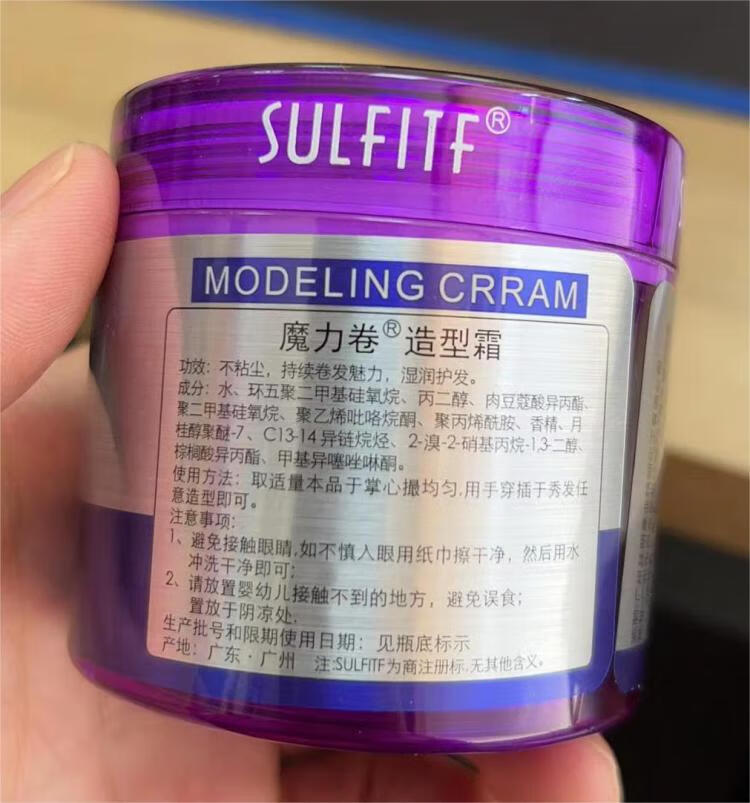 SULFITF®
MODELING CRRAM
魔力卷®造型霜
功效：不粘尘，持续卷发魅力，湿润护发。
成分：水、环五聚二甲基硅氧烷、丙二醇、肉豆蔻酸异丙酯、
聚二甲基硅氧烷、聚乙烯吡咯烷酮、聚丙烯酰胺、香精、月
桂醇聚醚-7、C13-14异链烷烃、2-溴-2-硝基丙烷-1,3-二醇、
棕榈酸异丙酯、甲基异噻唑啉酮。
使用方法：取适量本品于掌心撮均匀,用手穿插于秀发任
意造型即可。
注意事项：
1、避免接触眼睛,如不慎入眼用纸巾擦干净，然后用水
冲洗干净即可;
2、请放置婴幼儿接触不到的地方，避免误食；
置放于阴凉处.
生产批号和限期使用日期：见瓶底标示
产地：广东·广州 注:SULFITF为商注册标,无其他含义。